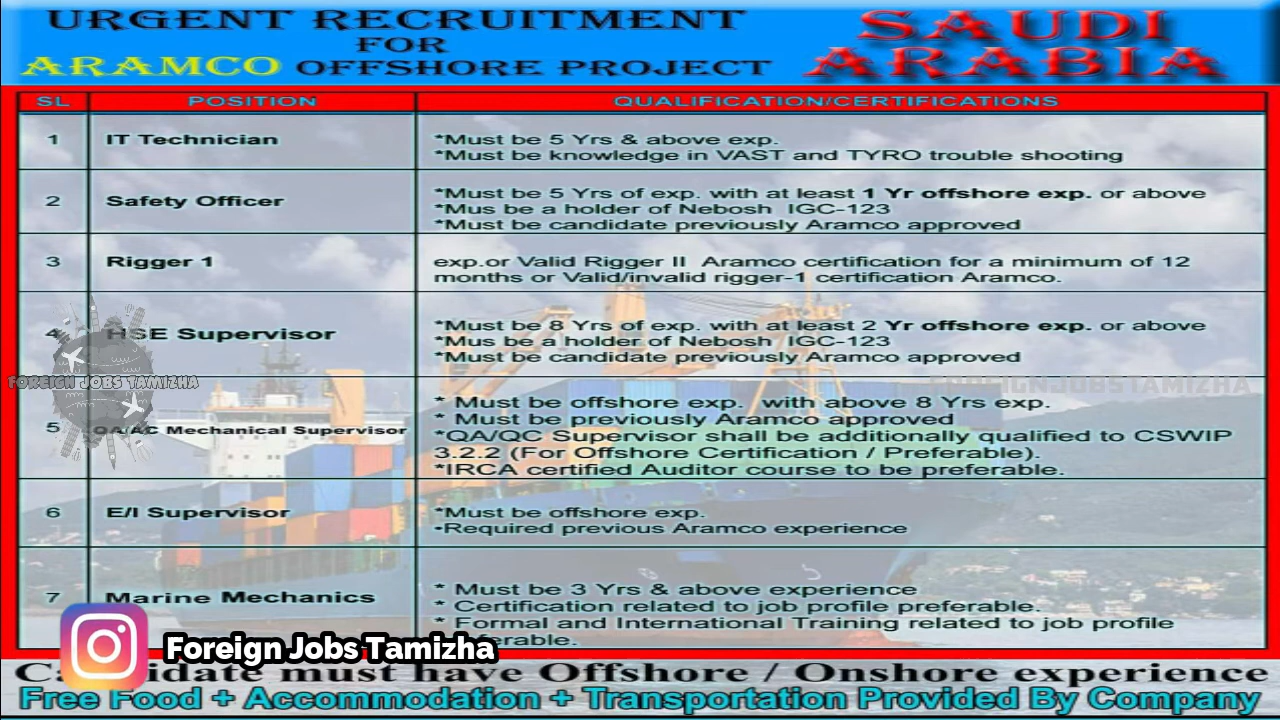 URGENT RECRUITMENT
FOR
ARAMCO OFFSHORE PROJECT
SAUDI
ARABIA
SL POSITION QUALIFICATION/CERTIFICATIONS
1 IT Technician
*Must be 5 Yrs & above exp.
*Must be knowledge in VAST and TYRO trouble shooting
2 Safety Officer
*Must be 5 Yrs of exp. with at least 1 Yr offshore exp. or above
*Mus be a holder of Nebosh IGC-123
*Must be candidate previously Aramco approved
3 Rigger 1
exp.or Valid Rigger II Aramco certification for a minimum of 12
months or Valid/invalid rigger-1 certification Aramco.
4 HSE Supervisor
*Must be 8 Yrs of exp. with at least 2 Yr offshore exp. or above
*Mus be a holder of Nebosh IGC-123
*Must be candidate previously Aramco approved
FOREIGN JOBS TAMIZHA
FOREIGNJOBSTAMIZHA
5 QA/AC Mechanical Supervisor
* Must be offshore exp. with above 8 Yrs exp.
* Must be previously Aramco approved
*QA/QC Supervisor shall be additionally qualified to CSWIP
3.2.2 (For Offshore Certification / Preferable).
*IRCA certified Auditor course to be preferable.
6 E/I Supervisor
*Must be offshore exp.
•Required previous Aramco experience
7 Marine Mechanics
* Must be 3 Yrs & above experience
* Certification related to job profile preferable.
* Formal and International Training related to job profile
Foreign Jobs Tamizha
must have Offshore / Onshore experience
Free Food + Accommodation + Transportation Provided By Company